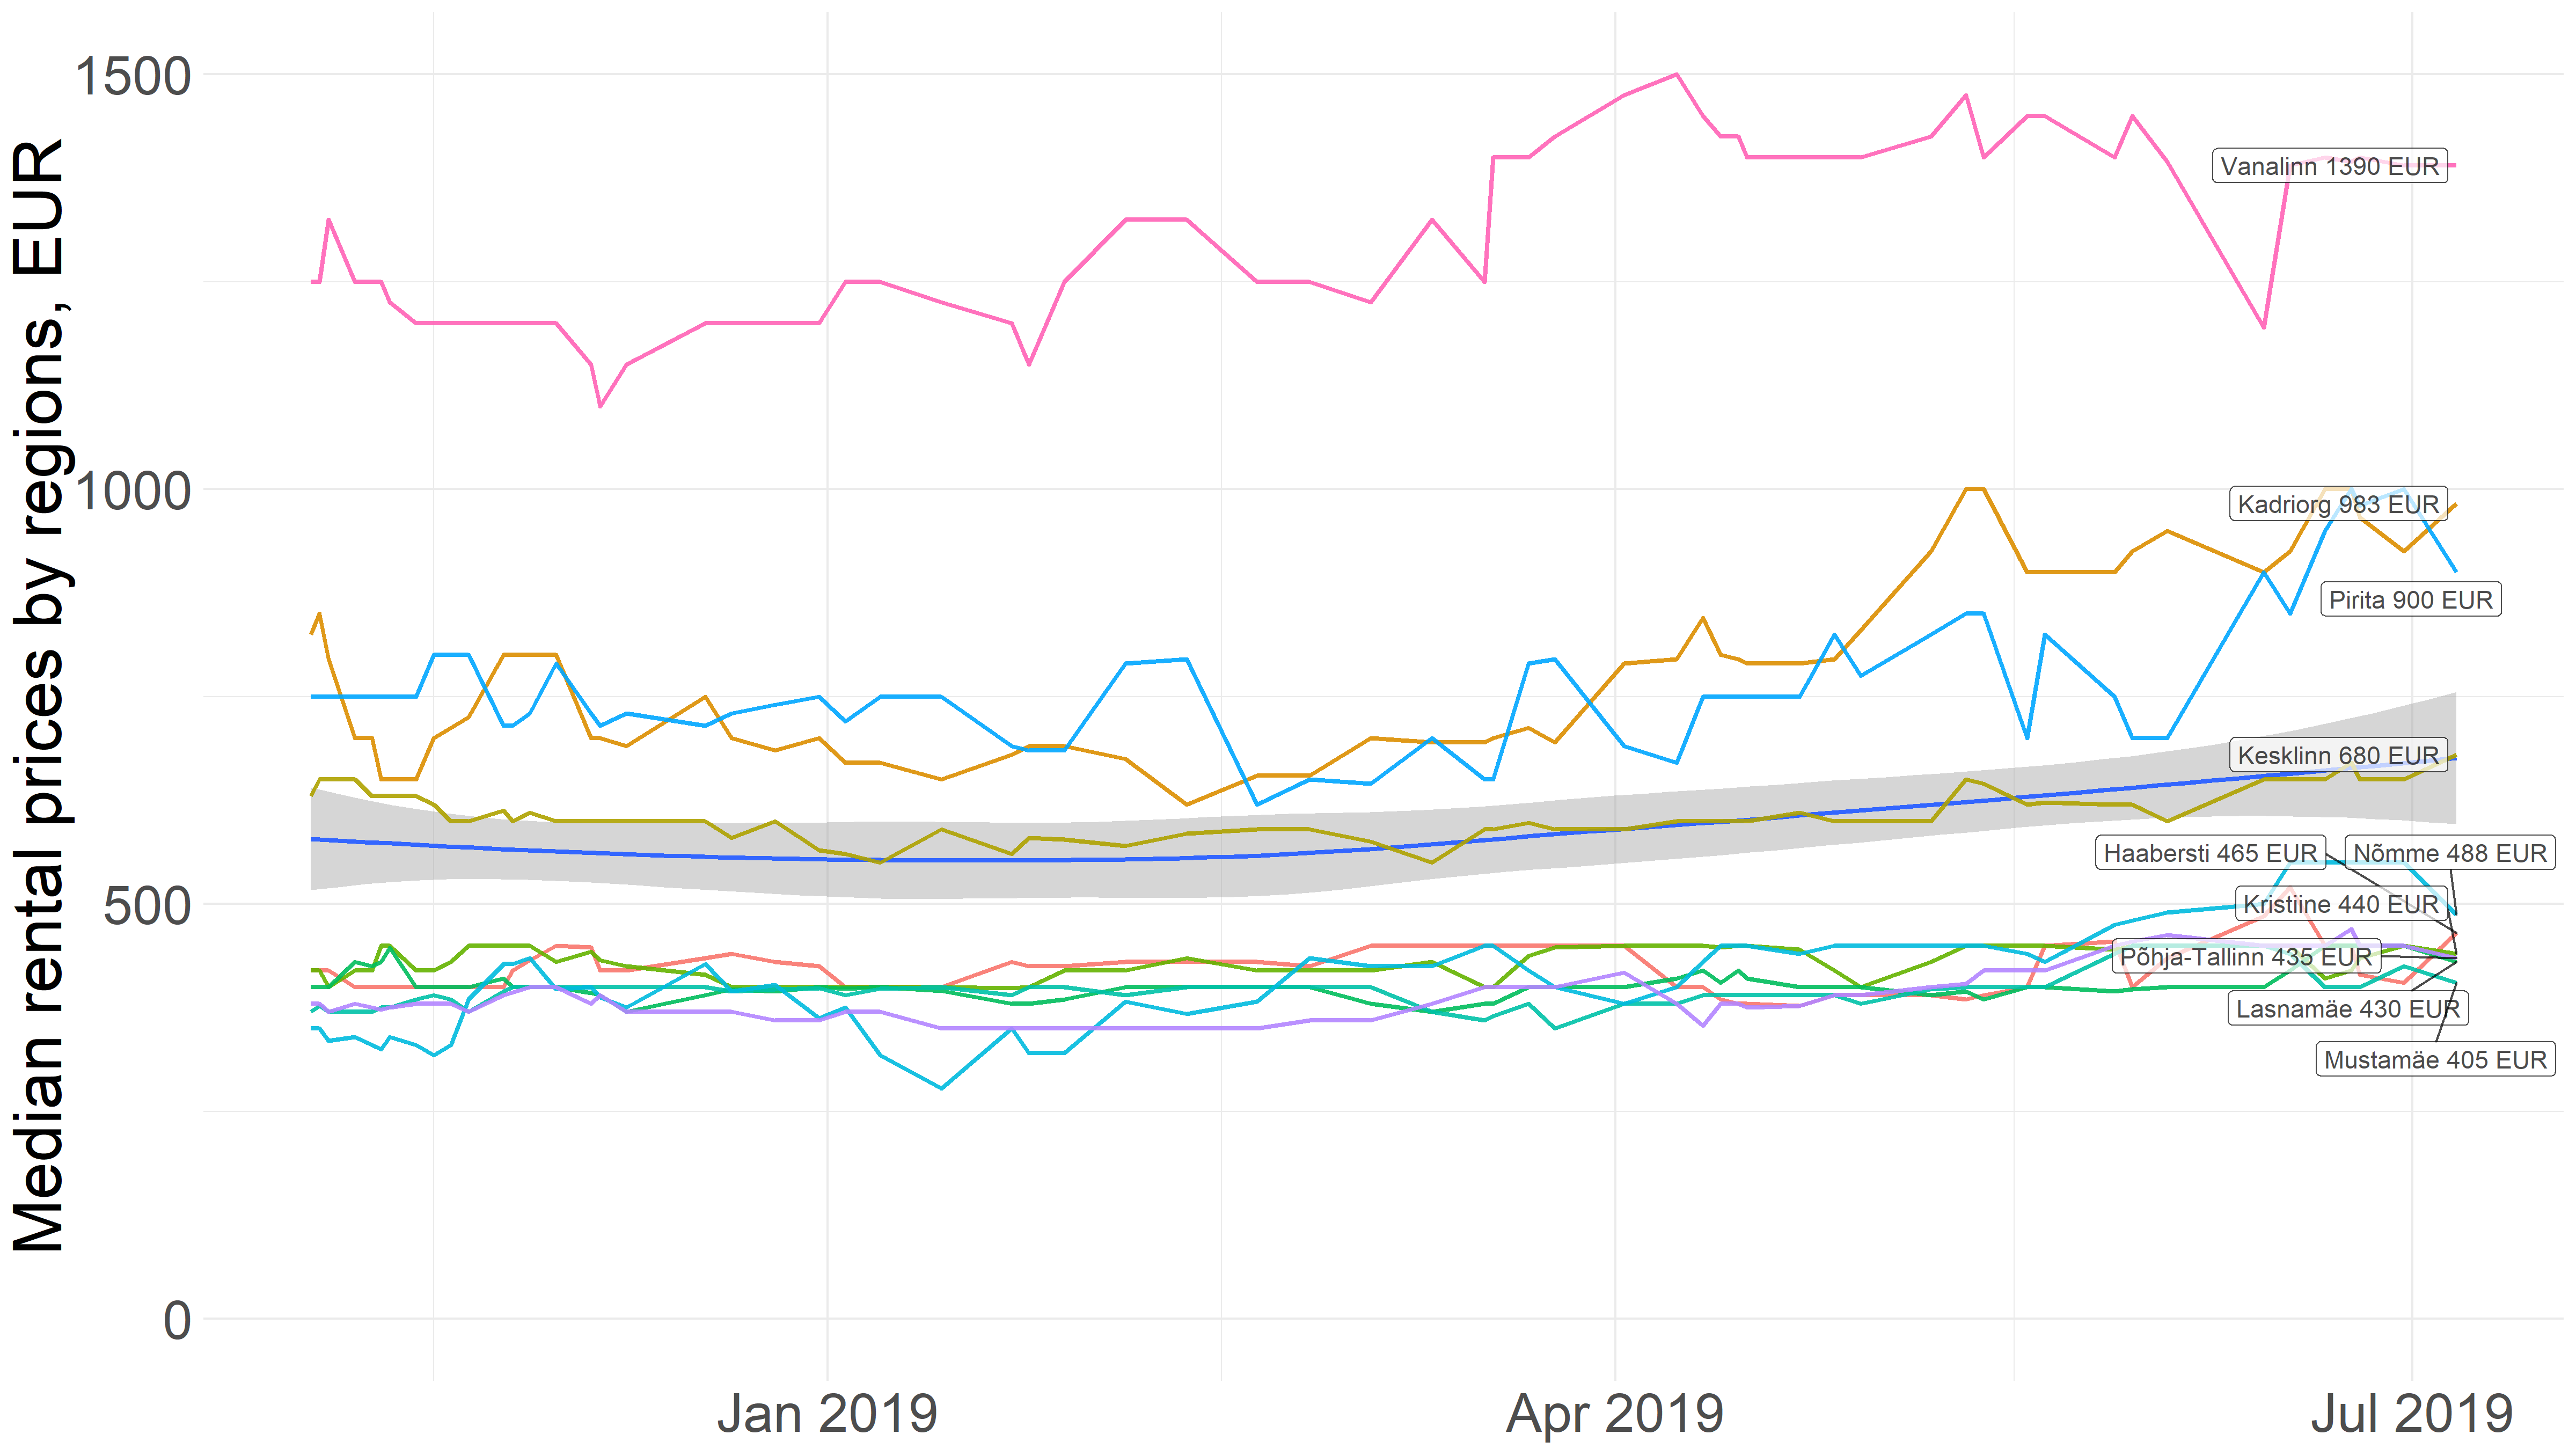 Median rental prices by regions, EUR
1500
1000
500
0
Vanalinn 1390 EUR
Kadriorg 983 EUR
Pirita 900 EUR
Kesklinn 680 EUR
Haabersti 465 EUR
Nõmme 488 EUR
Kristiine 440 EUR
Põhja-Tallinn 435 EUR
Lasnamäe 430 EUR
Mustamäe 405 EUR
Jan 2019
Apr 2019
Jul 2019